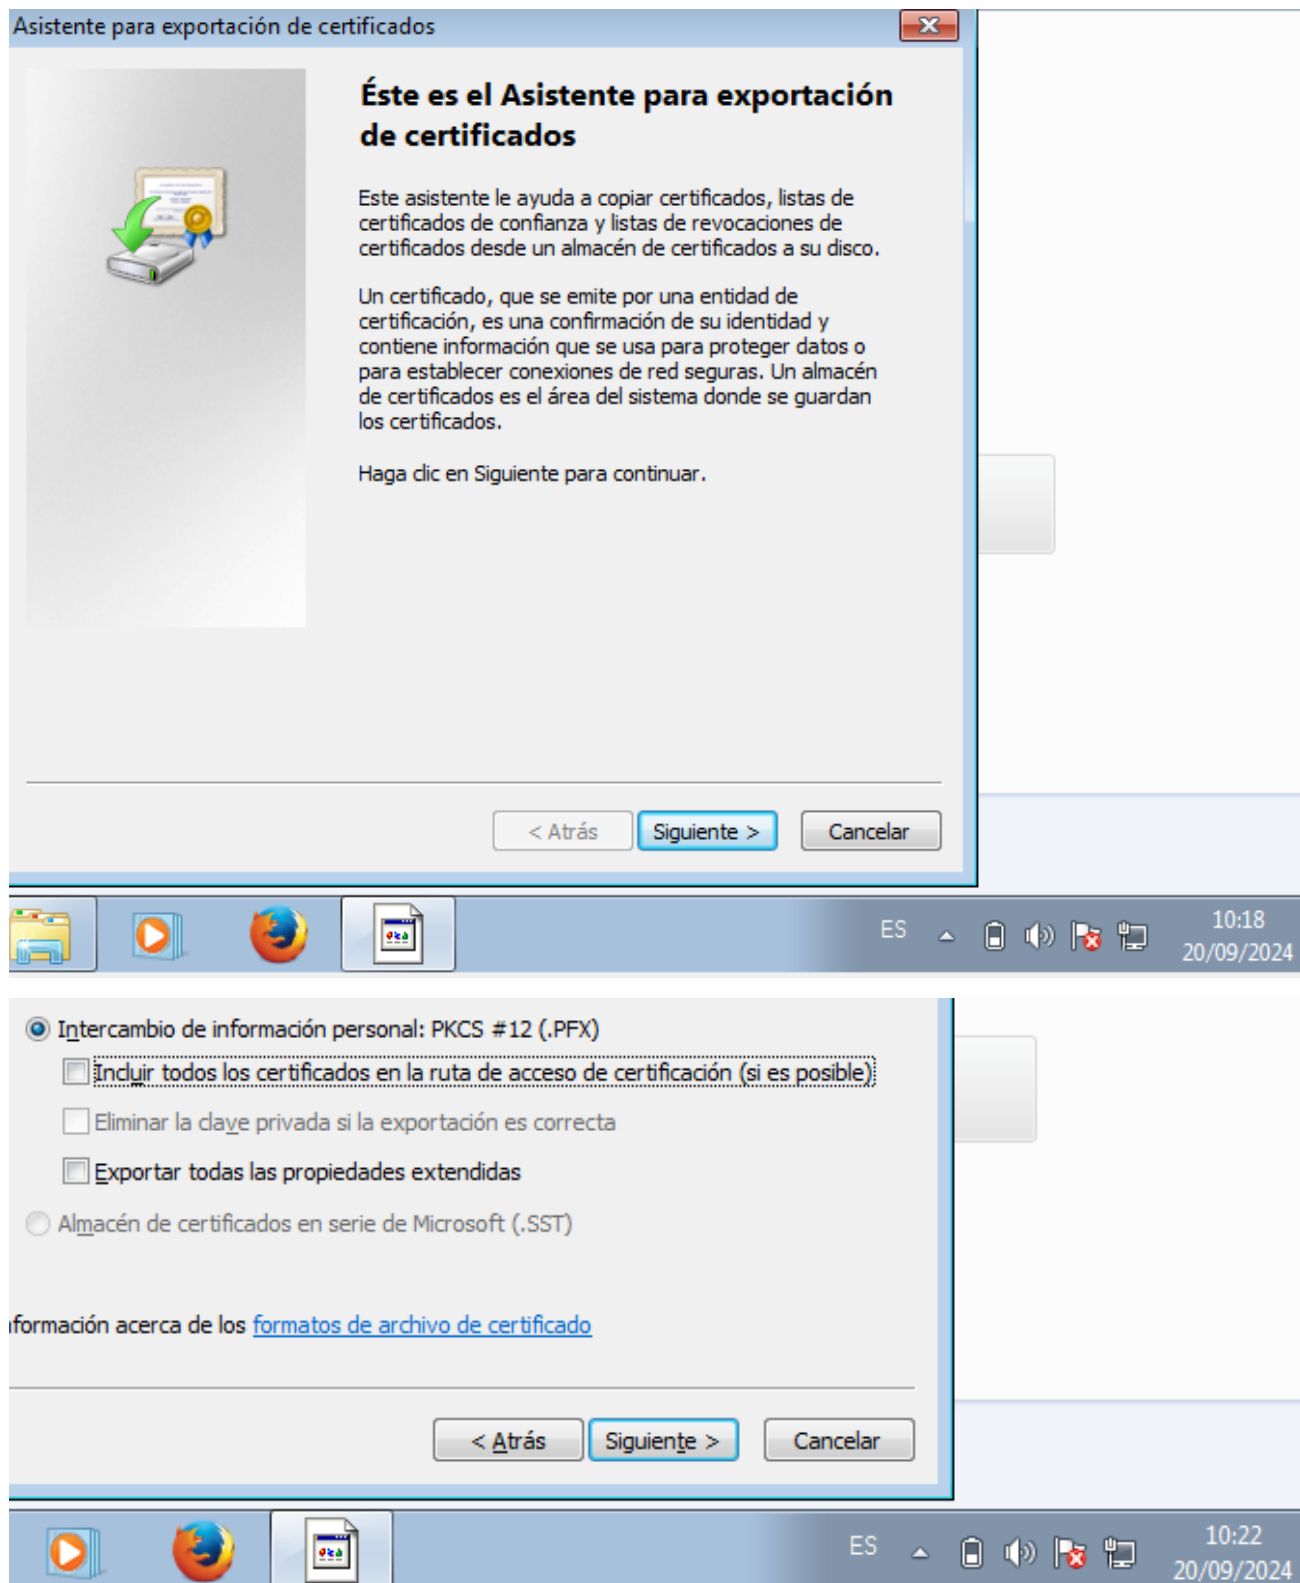 Asistente para exportación de certificados
Éste es el Asistente para exportación
de certificados
Este asistente le ayuda a copiar certificados, listas de
certificados de confianza y listas de revocaciones de
certificados desde un almacén de certificados a su disco.
Un certificado, que se emite por una entidad de
certificación, es una confirmación de su identidad y
contiene información que se usa para proteger datos o
para establecer conexiones de red seguras. Un almacén
de certificados es el área del sistema donde se guardan
los certificados.
Haga clic en Siguiente para continuar.
< Atrás Siguiente > Cancelar
ES 10:18
20/09/2024
Intercambio de información personal: PKCS #12 (.PFX)
Incluir todos los certificados en la ruta de acceso de certificación (si es posible)
Eliminar la clave privada si la exportación es correcta
Exportar todas las propiedades extendidas
Almacén de certificados en serie de Microsoft (.SST)
nformación acerca de los formatos de archivo de certificado
< Atrás Siguiente > Cancelar
ES 10:22
20/09/2024